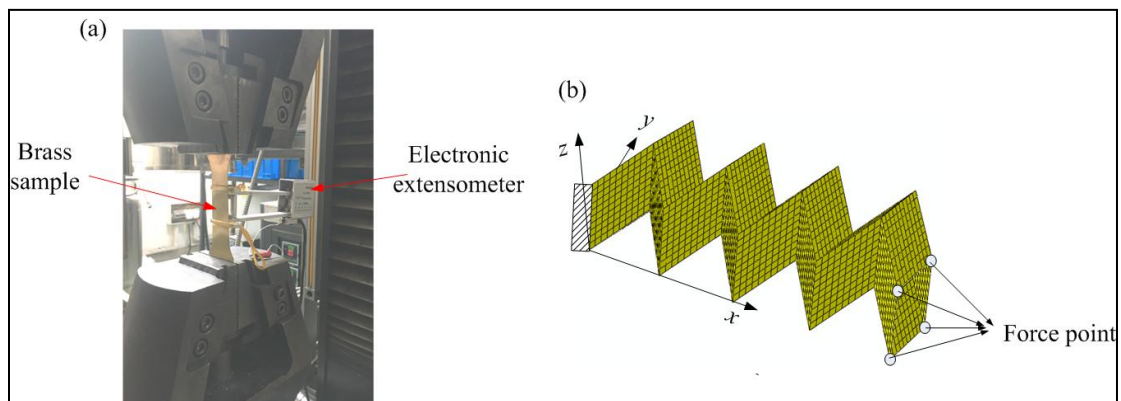 (a)
Brass
sample
Electronic
extensometer
(b)
z
y
x
Force point